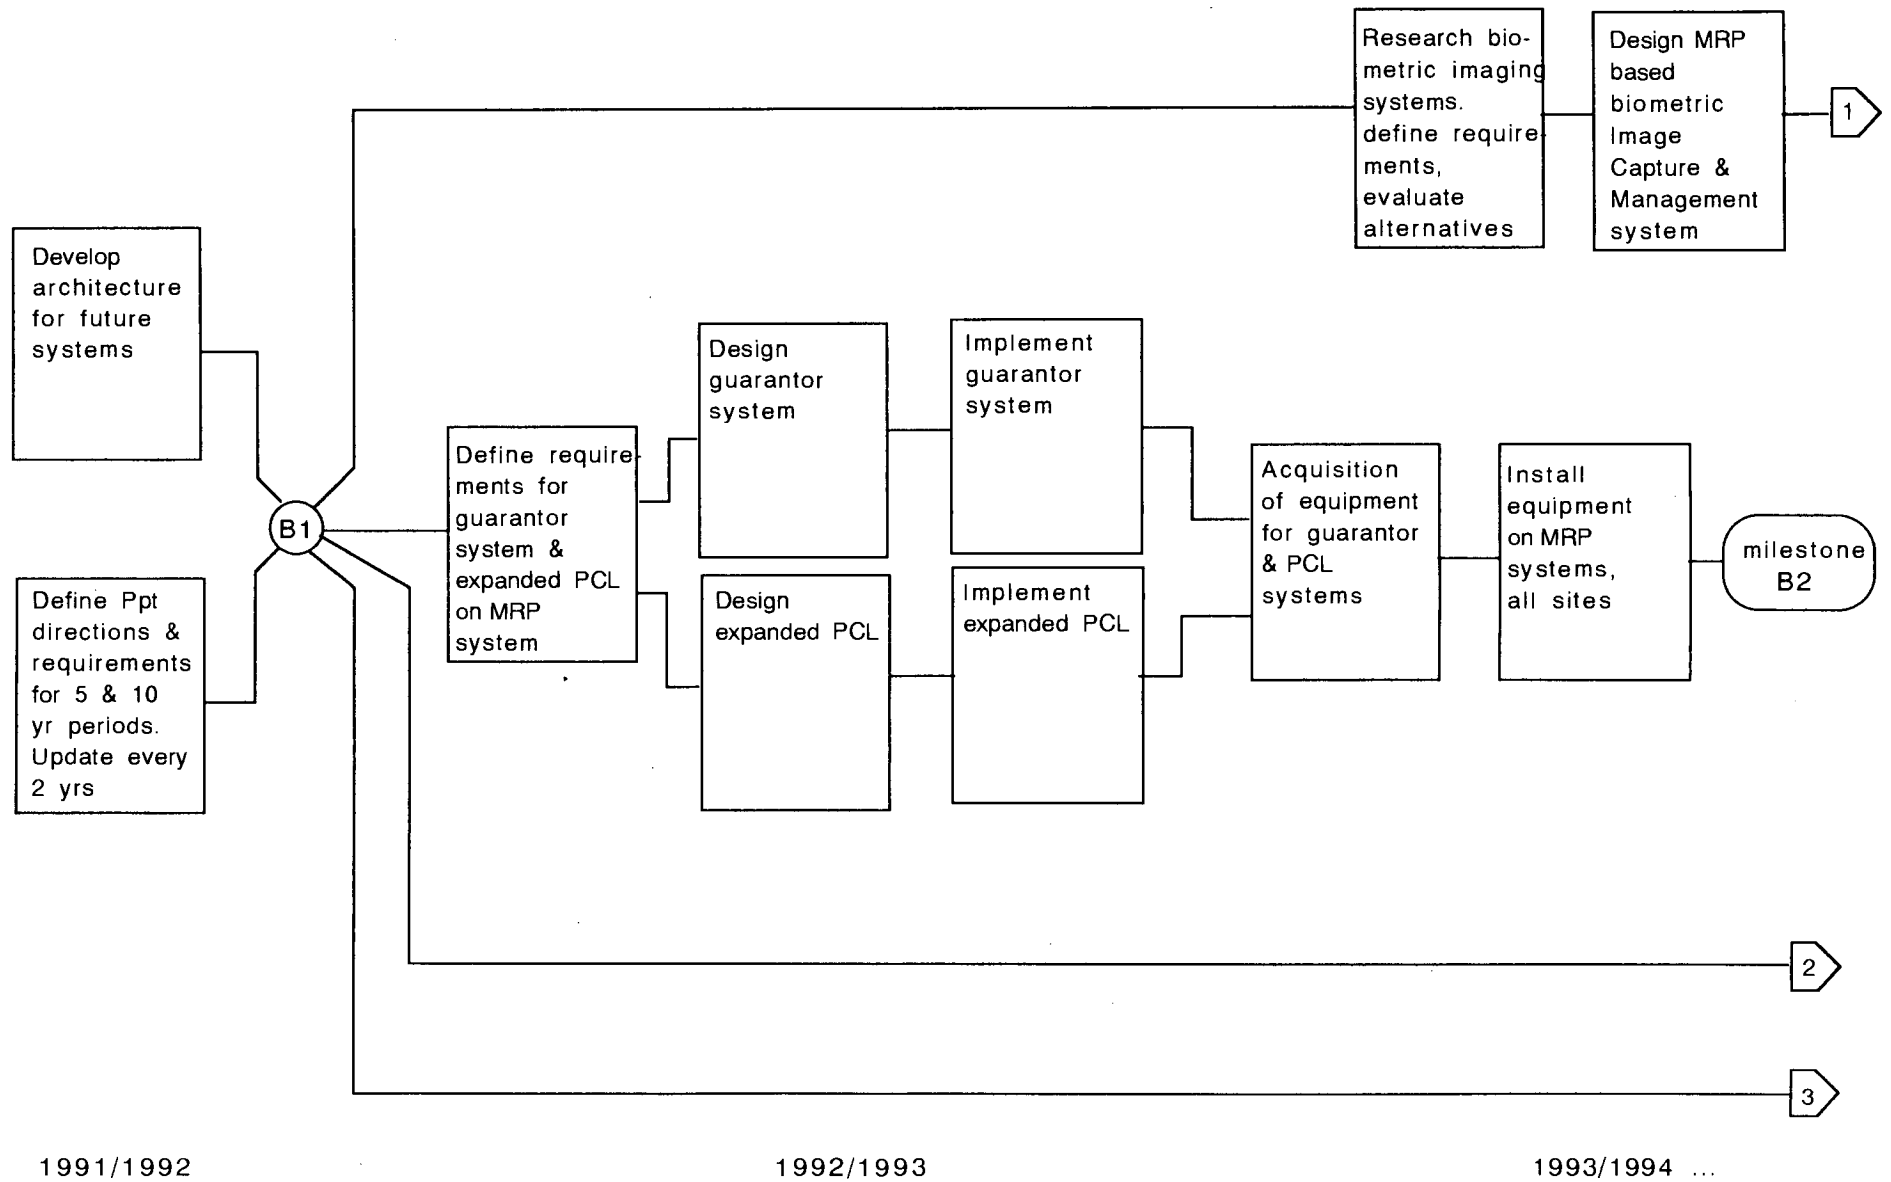 Develop
architecture
for future
systems
Define Ppt
directions &
requirements
for 5 & 10
yr periods.
Update every
2 yrs
B1
Define require-
ments for
guarantor
system &
expanded PCL
on MRP
system
Design
guarantor
system
Design
expanded PCL
Implement
guarantor
system
Implement
expanded PCL
Acquisition
of equipment
for guarantor
& PCL
systems
Install
equipment
on MRP
systems,
all sites
milestone
B2
Research bio-
metric imaging
systems.
define require-
ments,
evaluate
alternatives
Design MRP
based
biometric
Image
Capture &
Management
system
1
2
3
1991/1992
1992/1993
1993/1994 ...